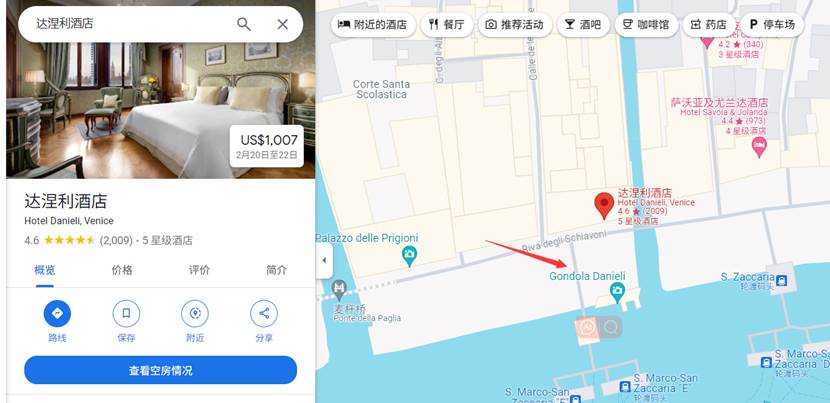 达涅利酒店
US$1,007
2月20日至22日
达涅利酒店
Hotel Danieli, Venice
4.6 (2,009) · 5 星级酒店
概览
价格
评价
简介
路线
保存
附近
分享
查看空房情况
附近的酒店
餐厅
推荐活动
酒吧
咖啡馆
药店
停车场
Corte Santa
Scolastica
C. degli Alb
Calle de le
4.2 (340)
3 星级酒店
萨沃亚及尤兰达酒店
Hotel Savoia & Jolanda
4.4 (973)
4 星级酒店
达涅利酒店
Hotel Danieli, Venice
4.6 (2009)
5 星级酒店
Riva degli Schiavoni
Palazzo delle Prigioni
Gondola Danieli
麦秆桥
Ponte della Paglia
S. Zaccaria
轮渡码头
S. Marco-San
Zaccaria "D
轮渡码头
S. Marco-San
Zaccaria "E"
S. Marco-San
Zaccaria "F"